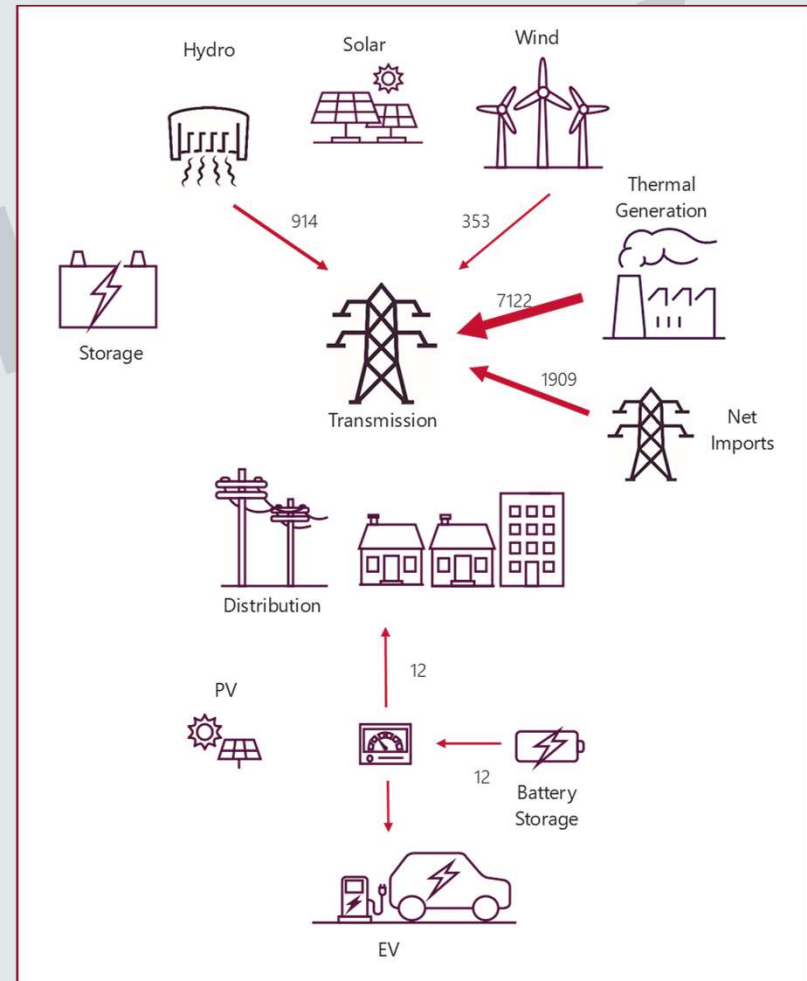 Hydro
Solar
Wind
914
353
Thermal
Generation
7122
Storage
1909
Transmission
Net
Imports
Distribution
12
PV
12
Battery
Storage
EV